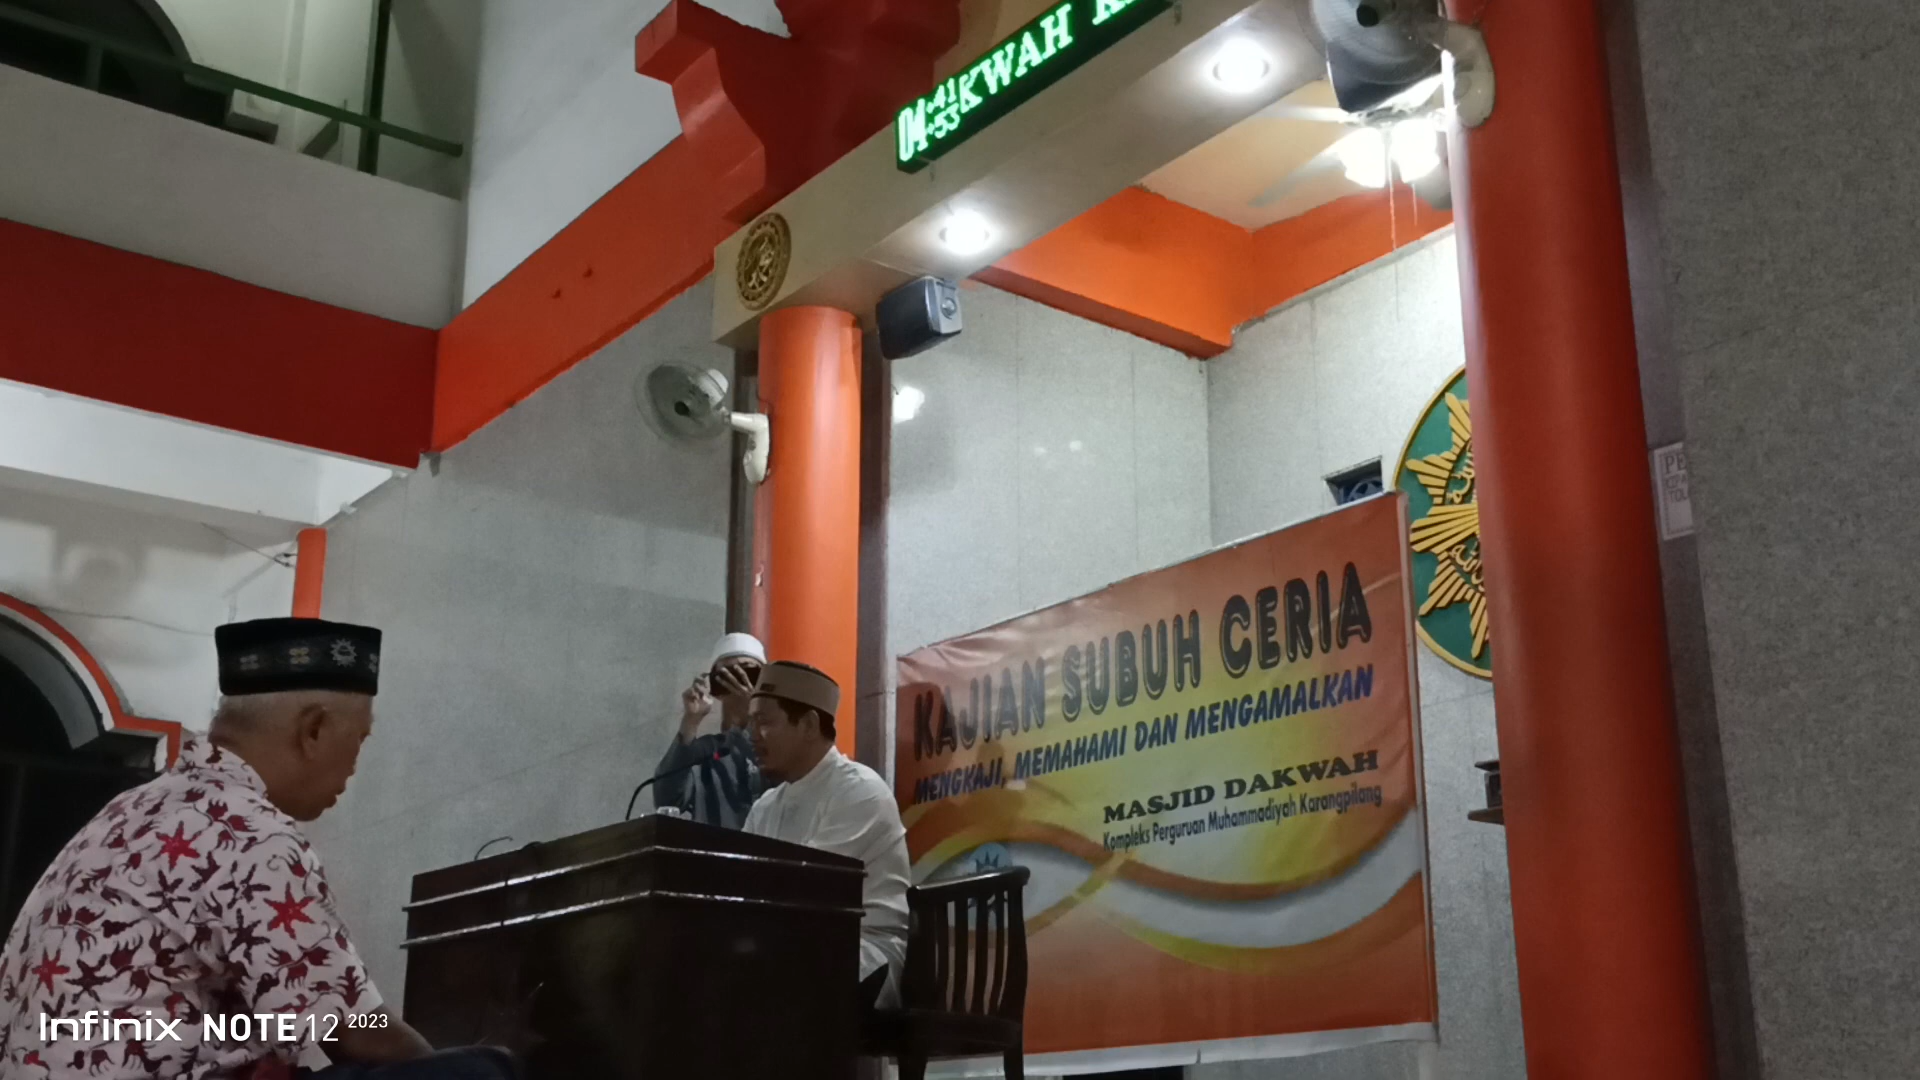 04:41
:53
KWAH
KAJIAN SUBUH CERIA
MENGKAJI, MEMAHAMI DAN MENGAMALKAN
MASJID DAKWAH
Kompleks Perguruan Muhammadiyah Karangpilang
Infinix NOTE 12 2023